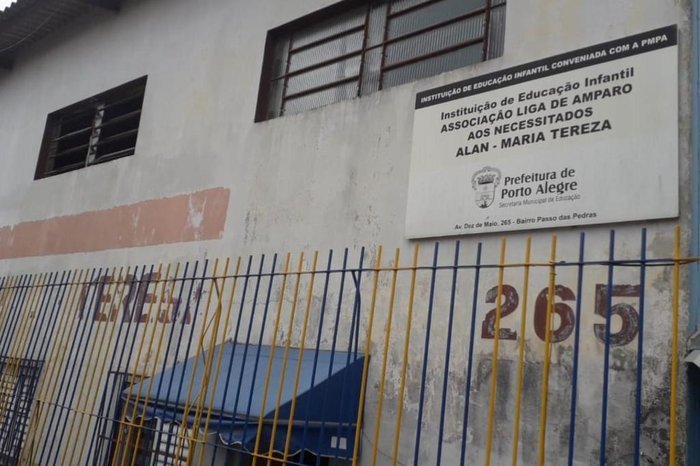 INSTITUIÇÃO DE EDUCAÇÃO INFANTIL CONVENIADA COM A PMPA
Instituição de Educação Infantil
ASSOCIAÇÃO LIGA DE AMPARO
AOS NECESSITADOS
ALAN - MARIA TEREZA
Prefeitura de
Porto Alegre
Secretaria Municipal de Educação
Av. Dez de Maio, 265 - Bairro Passo das Pedras
265